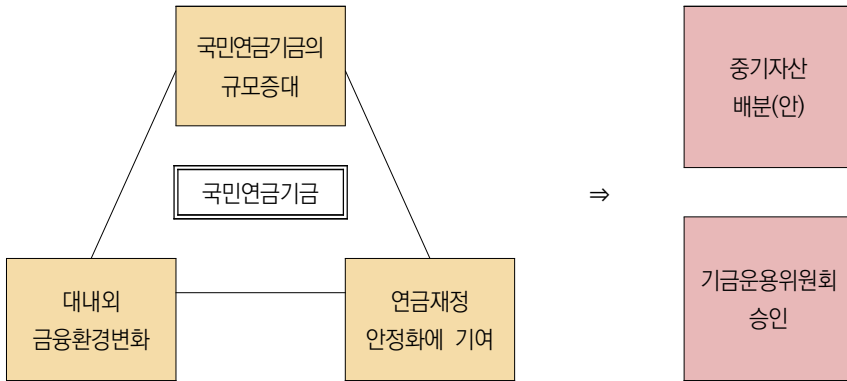 국민연금기금의
규모증대
국민연금기금
대내외
금융환경변화
연금재정
안정화에 기여
⇒
중기자산
배분(안)
기금운용위원회
승인